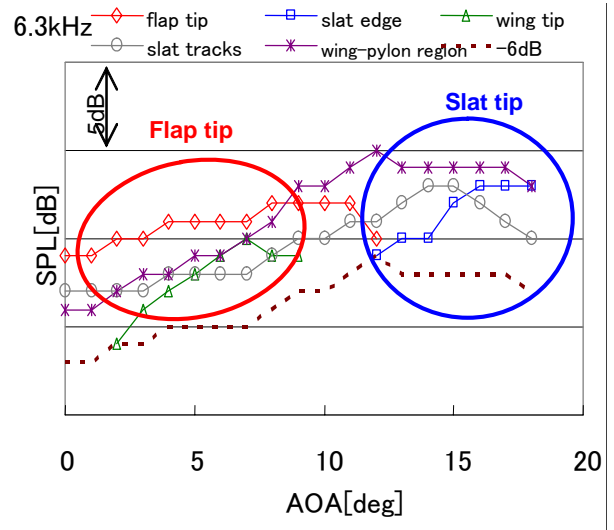 6.3kHz
flap tip slat edge wing tip
slat tracks wing-pylon region -6dB
5dB
Flap tip
Slat tip
SPL[dB]
0 5 10 15 20
AOA[deg]